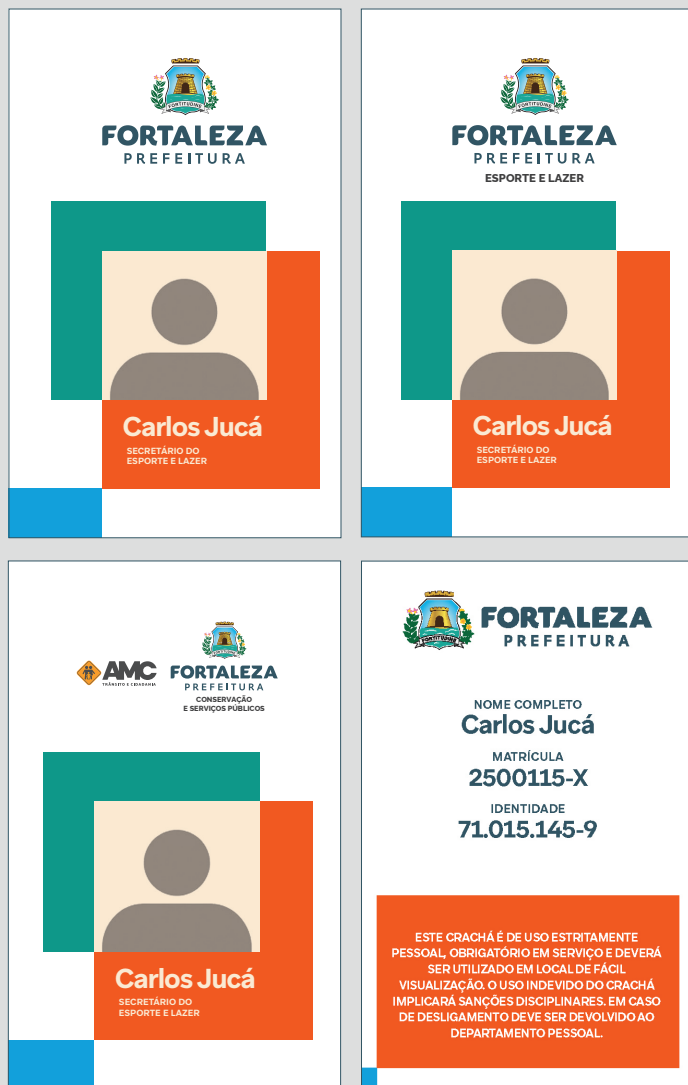 FORTITUDINE
FORTALEZA
PREFEITURA
Carlos Jucá
SECRETÁRIO DO
ESPORTE E LAZER
FORTITUDINE
FORTALEZA
PREFEITURA
ESPORTE E LAZER
Carlos Jucá
SECRETÁRIO DO
ESPORTE E LAZER
AMC
TRÂNSITO E CIDADANIA
FORTITUDINE
FORTALEZA
PREFEITURA
CONSERVAÇÃO
E SERVIÇOS PÚBLICOS
Carlos Jucá
SECRETÁRIO DO
ESPORTE E LAZER
FORTITUDINE
FORTALEZA
PREFEITURA
NOME COMPLETO
Carlos Jucá
MATRÍCULA
2500115-X
IDENTIDADE
71.015.145-9
ESTE CRACHÁ É DE USO ESTRITAMENTE
PESSOAL, OBRIGATÓRIO EM SERVIÇO E DEVERÁ
SER UTILIZADO EM LOCAL DE FÁCIL
VISUALIZAÇÃO. O USO INDEVIDO DO CRACHÁ
IMPLICARÁ SANÇÕES DISCIPLINARES. EM CASO
DE DESLIGAMENTO DEVE SER DEVOLVIDO AO
DEPARTAMENTO PESSOAL.